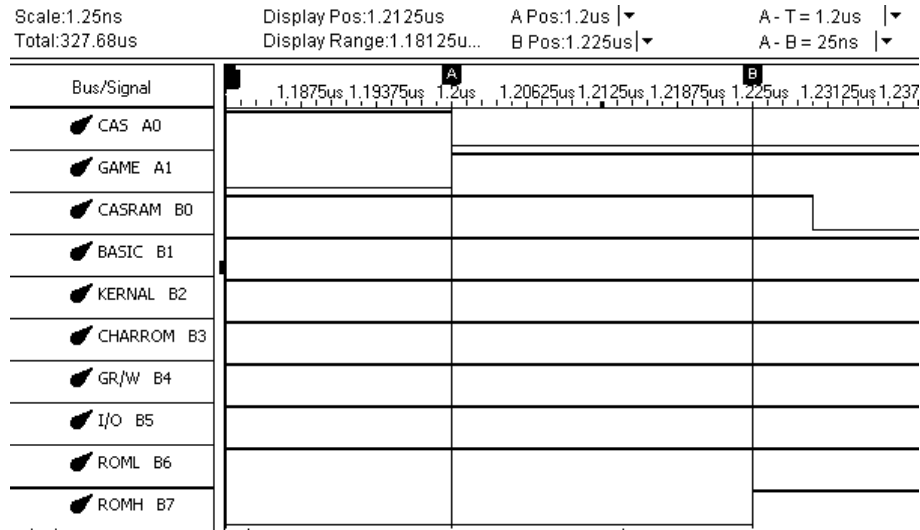 Scale:1.25ns Display Pos:1.2125us A Pos:1.2us A - T = 1.2us
Total:327.68us Display Range:1.18125u... B Pos:1.225us A - B = 25ns
A B
Bus/Signal 1.1875us 1.19375us 1.2us 1.20625us 1.2125us 1.21875us 1.225us 1.23125us 1.237
CAS A0
GAME A1
CASRAM B0
BASIC B1
KERNAL B2
CHARROM B3
GR/W B4
I/O B5
ROML B6
ROMH B7